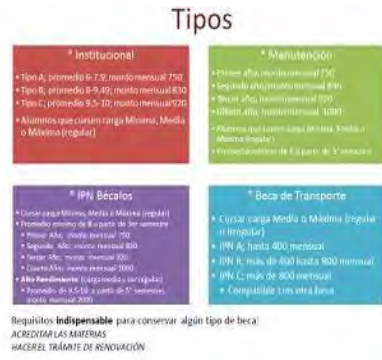 Tipos
* Institucional
• Tipo A; promedio 6-7.9; monto mensual 750
• Tipo B; promedio 8-9.49; monto mensual 830
• Tipo C; promedio 9.5-10; monto mensual 920
• Alumnos que cursen carga Mínima, Media
o Máxima (regular)
* Manutención
• Primer año, monto mensual 750
• Segundo año, monto mensual 830
• Tercer año, monto mensual 920
• Último año, monto mensual 1000
• Alumnos que cursen carga Mínima, Media o
Máxima (regular)
• Promedio mínimo de 8 a partir de 3° semestre
* IPN Bécalos
• Cursar carga Mínima, Media o Máxima (regular)
• Promedio mínimo de 8 a partir de 3er semestre
• Primer Año; monto mensual 750
• Segundo Año; monto mensual 830
• Tercer Año; monto mensual 920
• Cuarto Año; monto mensual 1000
• Alto Rendimiento (carga media y ser regular)
• Promedio de 9.5-10 a partir de 5° semestre,
monto mensual 2000
* Beca de Transporte
• Cursar carga Media o Máxima (regular
o irregular)
• IPN A; hasta 400 mensual
• IPN B; más de 400 hasta 800 mensual
• IPN C; más de 800 mensual
• Compatible con otra beca
Requisitos indispensable para conservar algún tipo de beca:
ACREDITAR LAS MATERIAS
HACER EL TRÁMITE DE RENOVACIÓN